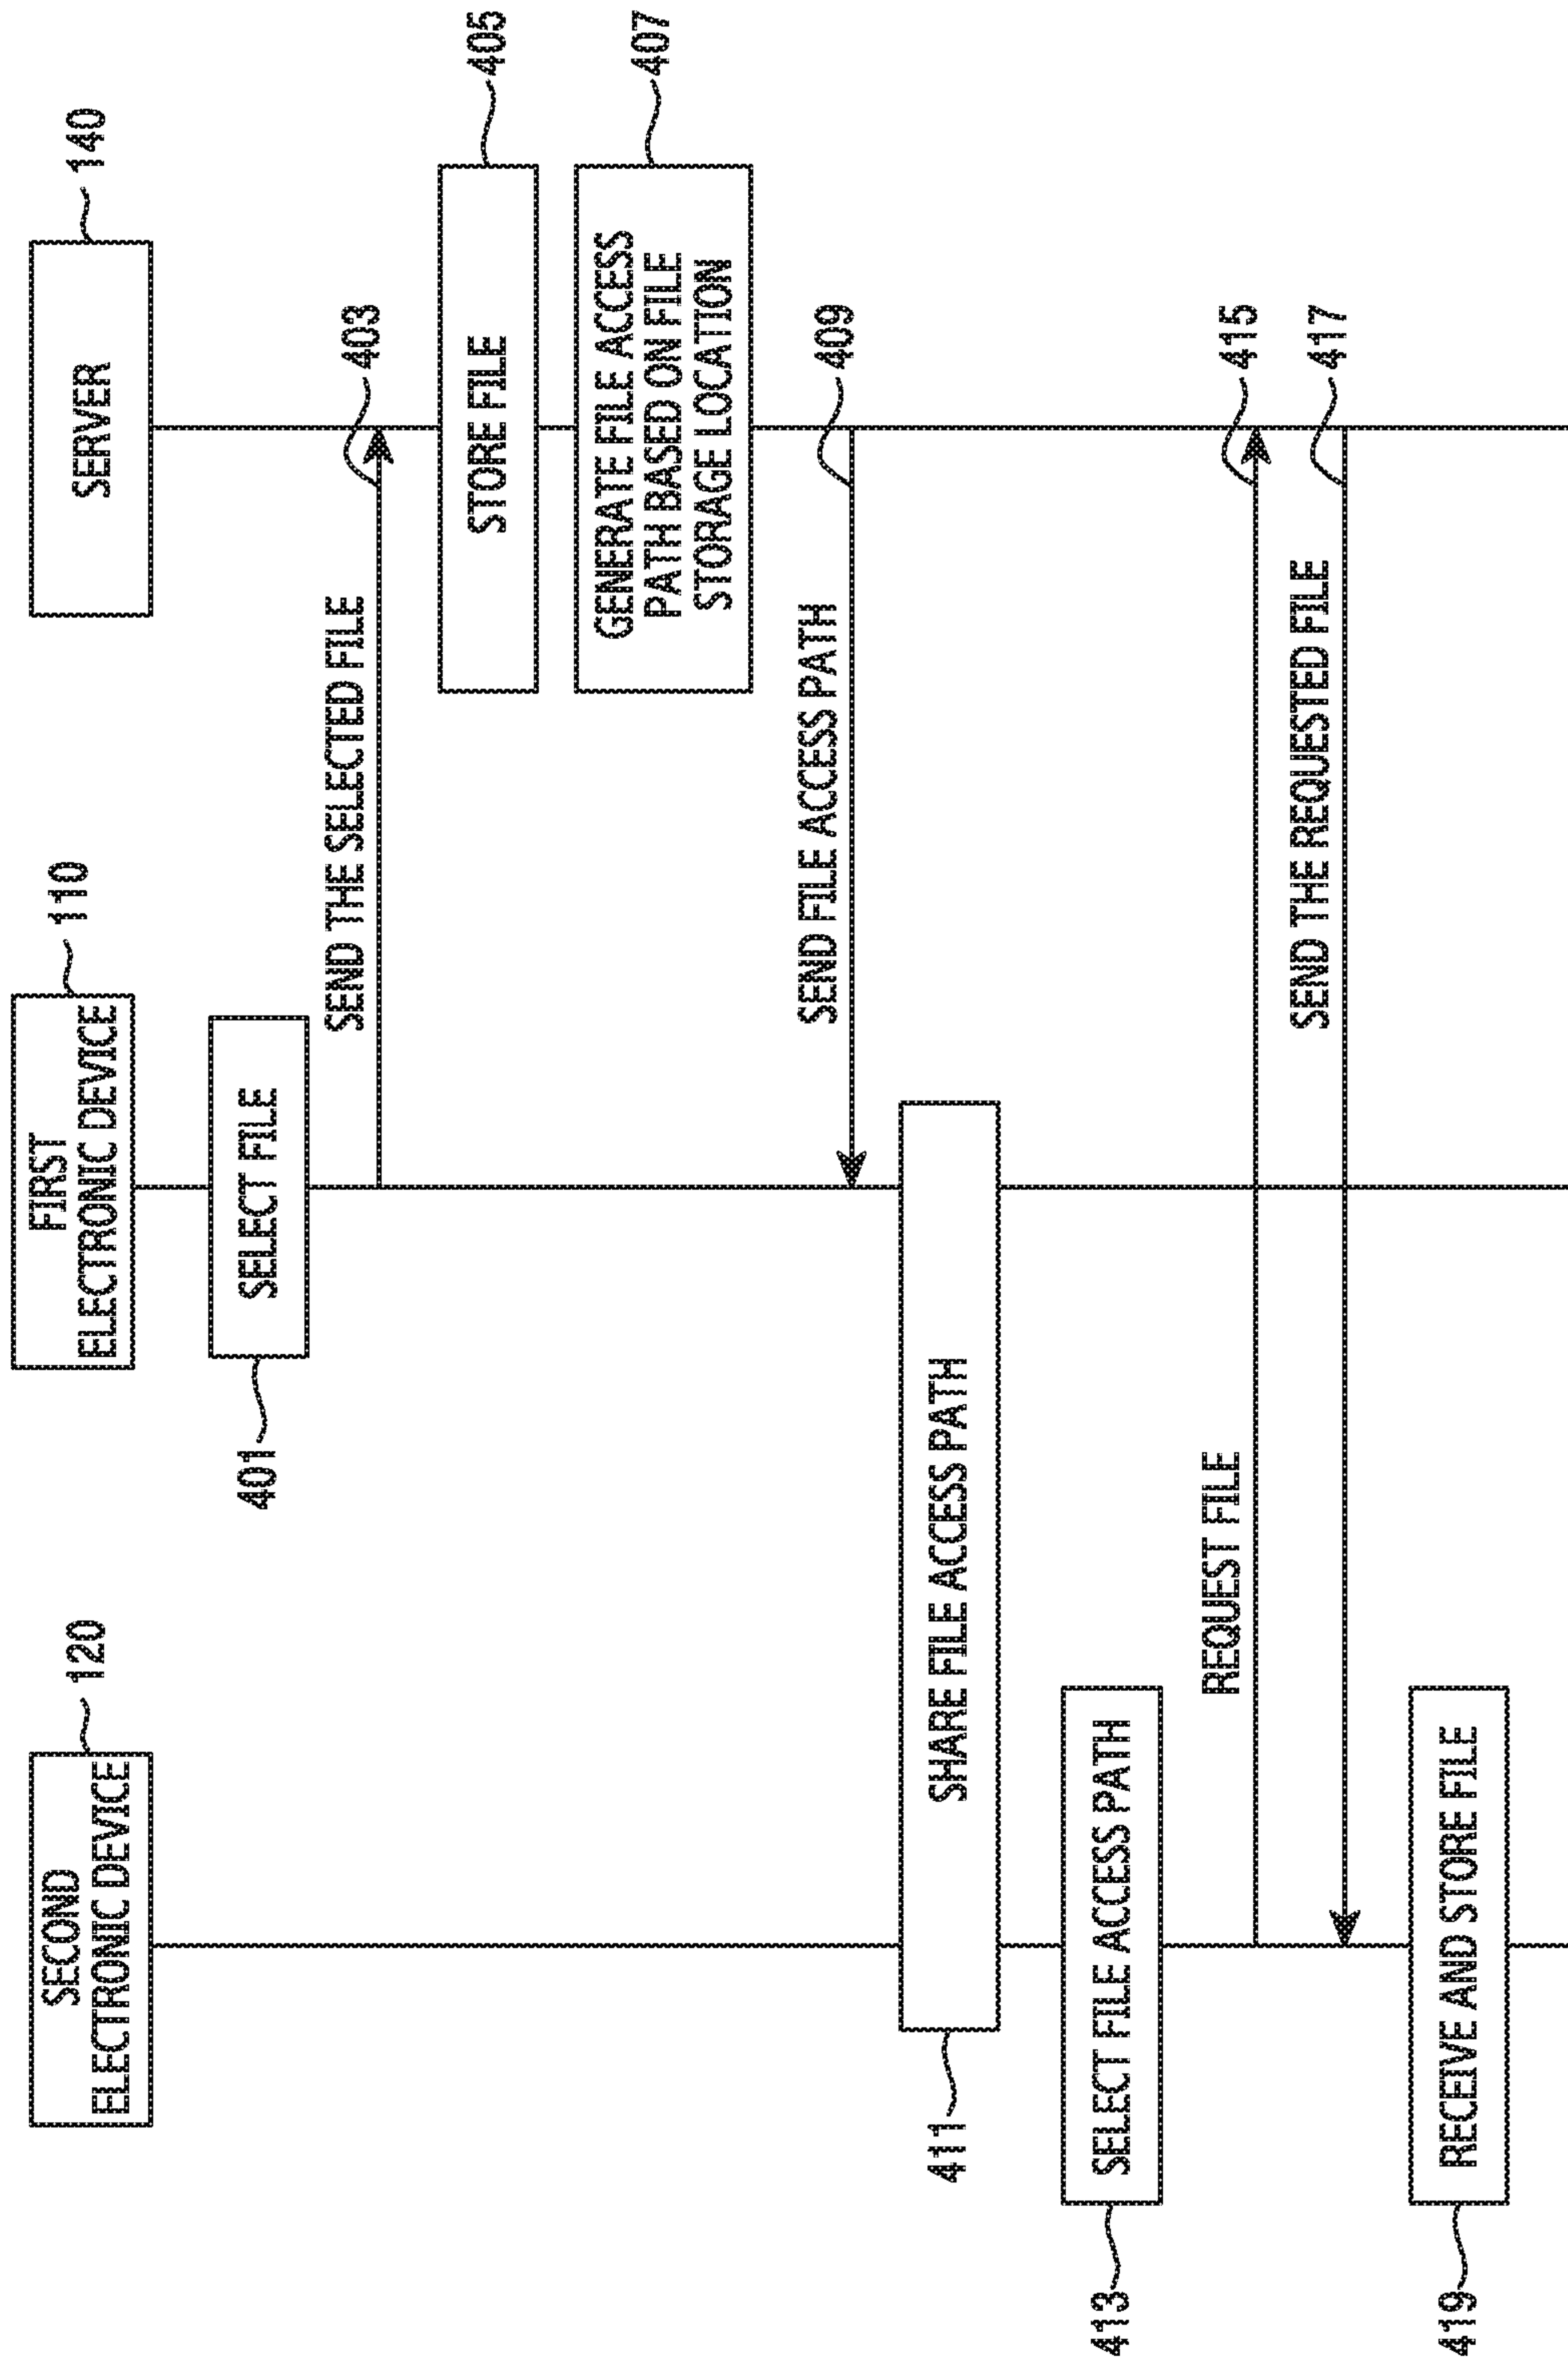 SECOND
ELECTRONIC DEVICE
120
FIRST
ELECTRONIC DEVICE
110
SERVER
140
401
SELECT FILE
SEND THE SELECTED FILE
403
STORE FILE
405
GENERATE FILE ACCESS
PATH BASED ON FILE
STORAGE LOCATION
407
SEND FILE ACCESS PATH
409
411
SHARE FILE ACCESS PATH
413
SELECT FILE ACCESS PATH
REQUEST FILE
415
SEND THE REQUESTED FILE
417
419
RECEIVE AND STORE FILE